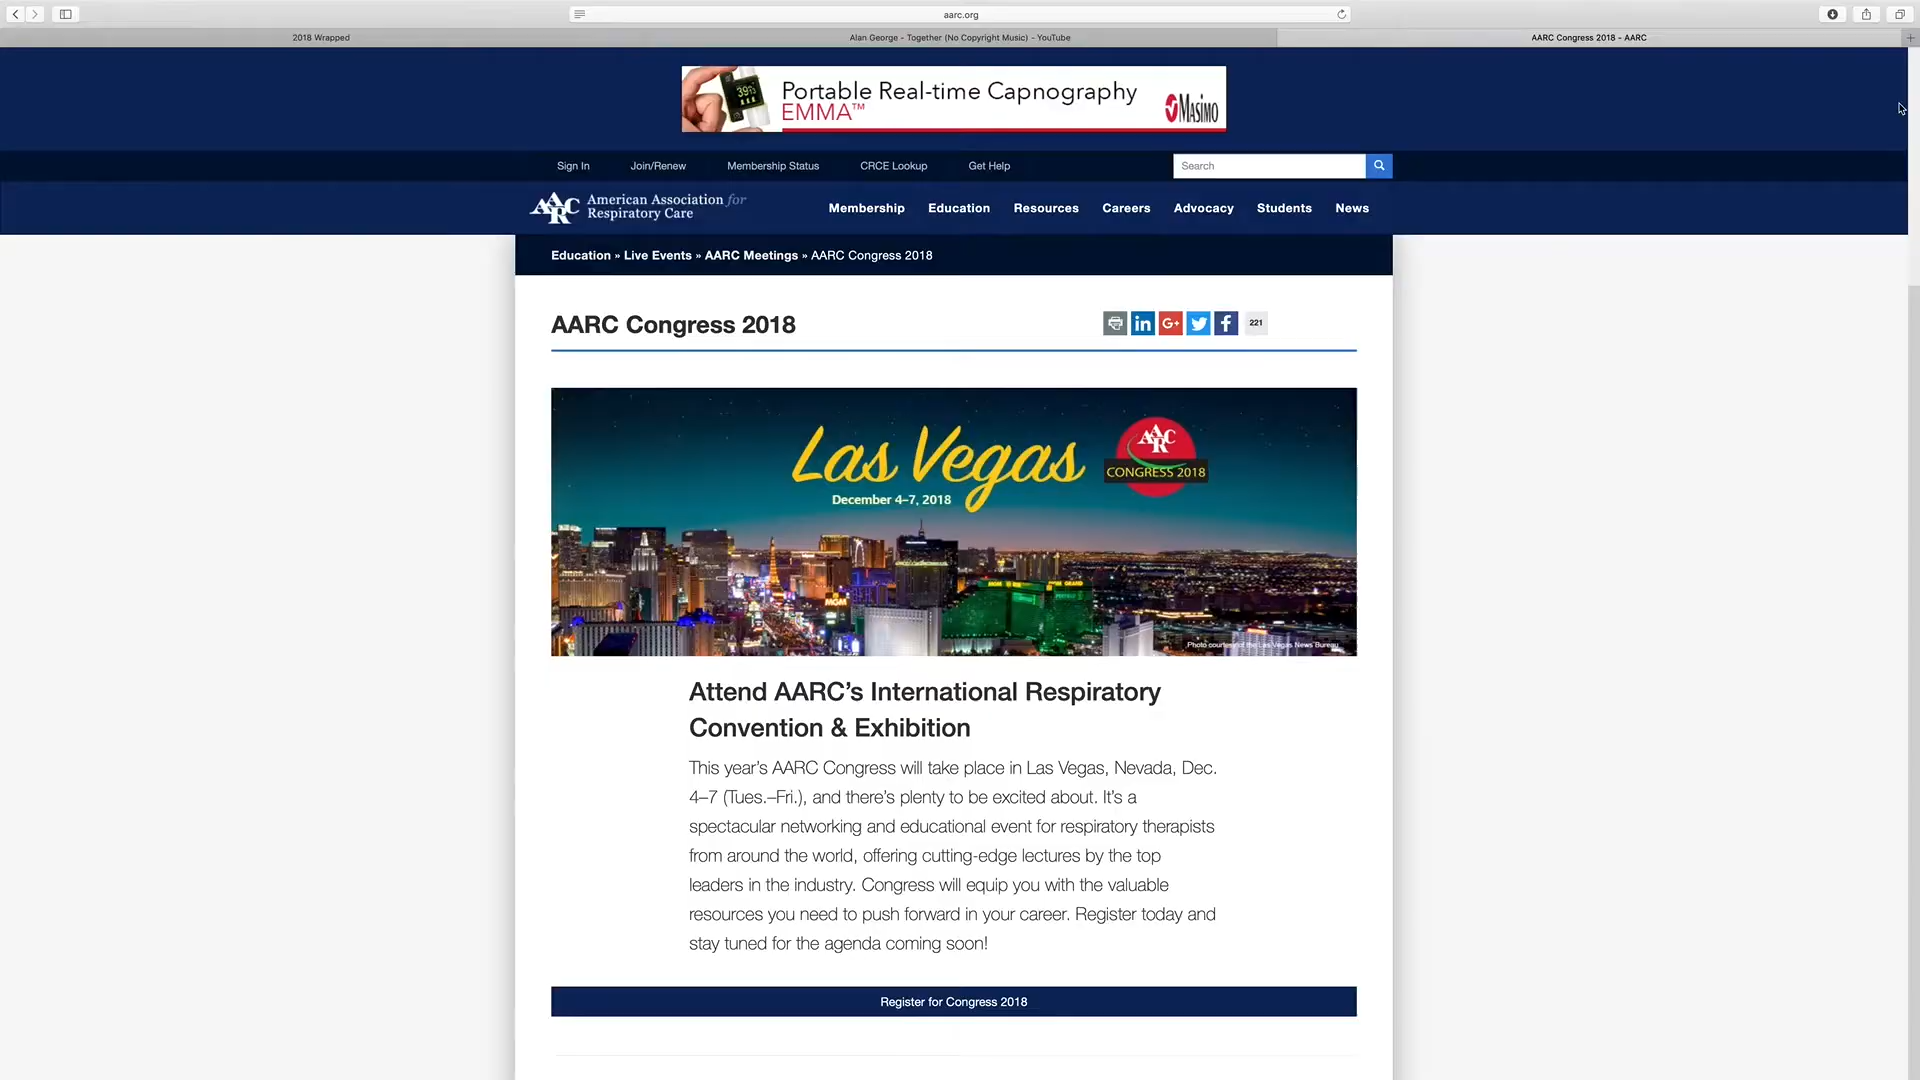 aarc.org
2018 Wrapped
Alan George - Together (No Copyright Music) - YouTube
AARC Congress 2018 - AARC
Portable Real-time Capnography
EMMA™
Masimo
Sign In
Join/Renew
Membership Status
CRCE Lookup
Get Help
Search
AARC
American Association for
Respiratory Care
Membership
Education
Resources
Careers
Advocacy
Students
News
Education » Live Events » AARC Meetings » AARC Congress 2018
AARC Congress 2018
in
G+
f
221
Las Vegas
December 4–7, 2018
AARC
CONGRESS 2018
MGM
MGM GRAND
Photo courtesy of the Las Vegas News Bureau
Attend AARC’s International Respiratory
Convention & Exhibition
This year’s AARC Congress will take place in Las Vegas, Nevada, Dec.
4–7 (Tues.–Fri.), and there’s plenty to be excited about. It’s a
spectacular networking and educational event for respiratory therapists
from around the world, offering cutting-edge lectures by the top
leaders in the industry. Congress will equip you with the valuable
resources you need to push forward in your career. Register today and
stay tuned for the agenda coming soon!
Register for Congress 2018